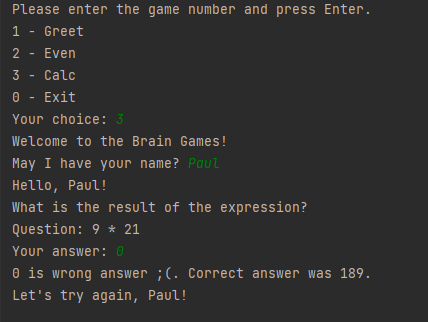 Please enter the game number and press Enter.
1 - Greet
2 - Even
3 - Calc
0 - Exit
Your choice: 3
Welcome to the Brain Games!
May I have your name? Paul
Hello, Paul!
What is the result of the expression?
Question: 9 * 21
Your answer: 0
0 is wrong answer ;(. Correct answer was 189.
Let's try again, Paul!